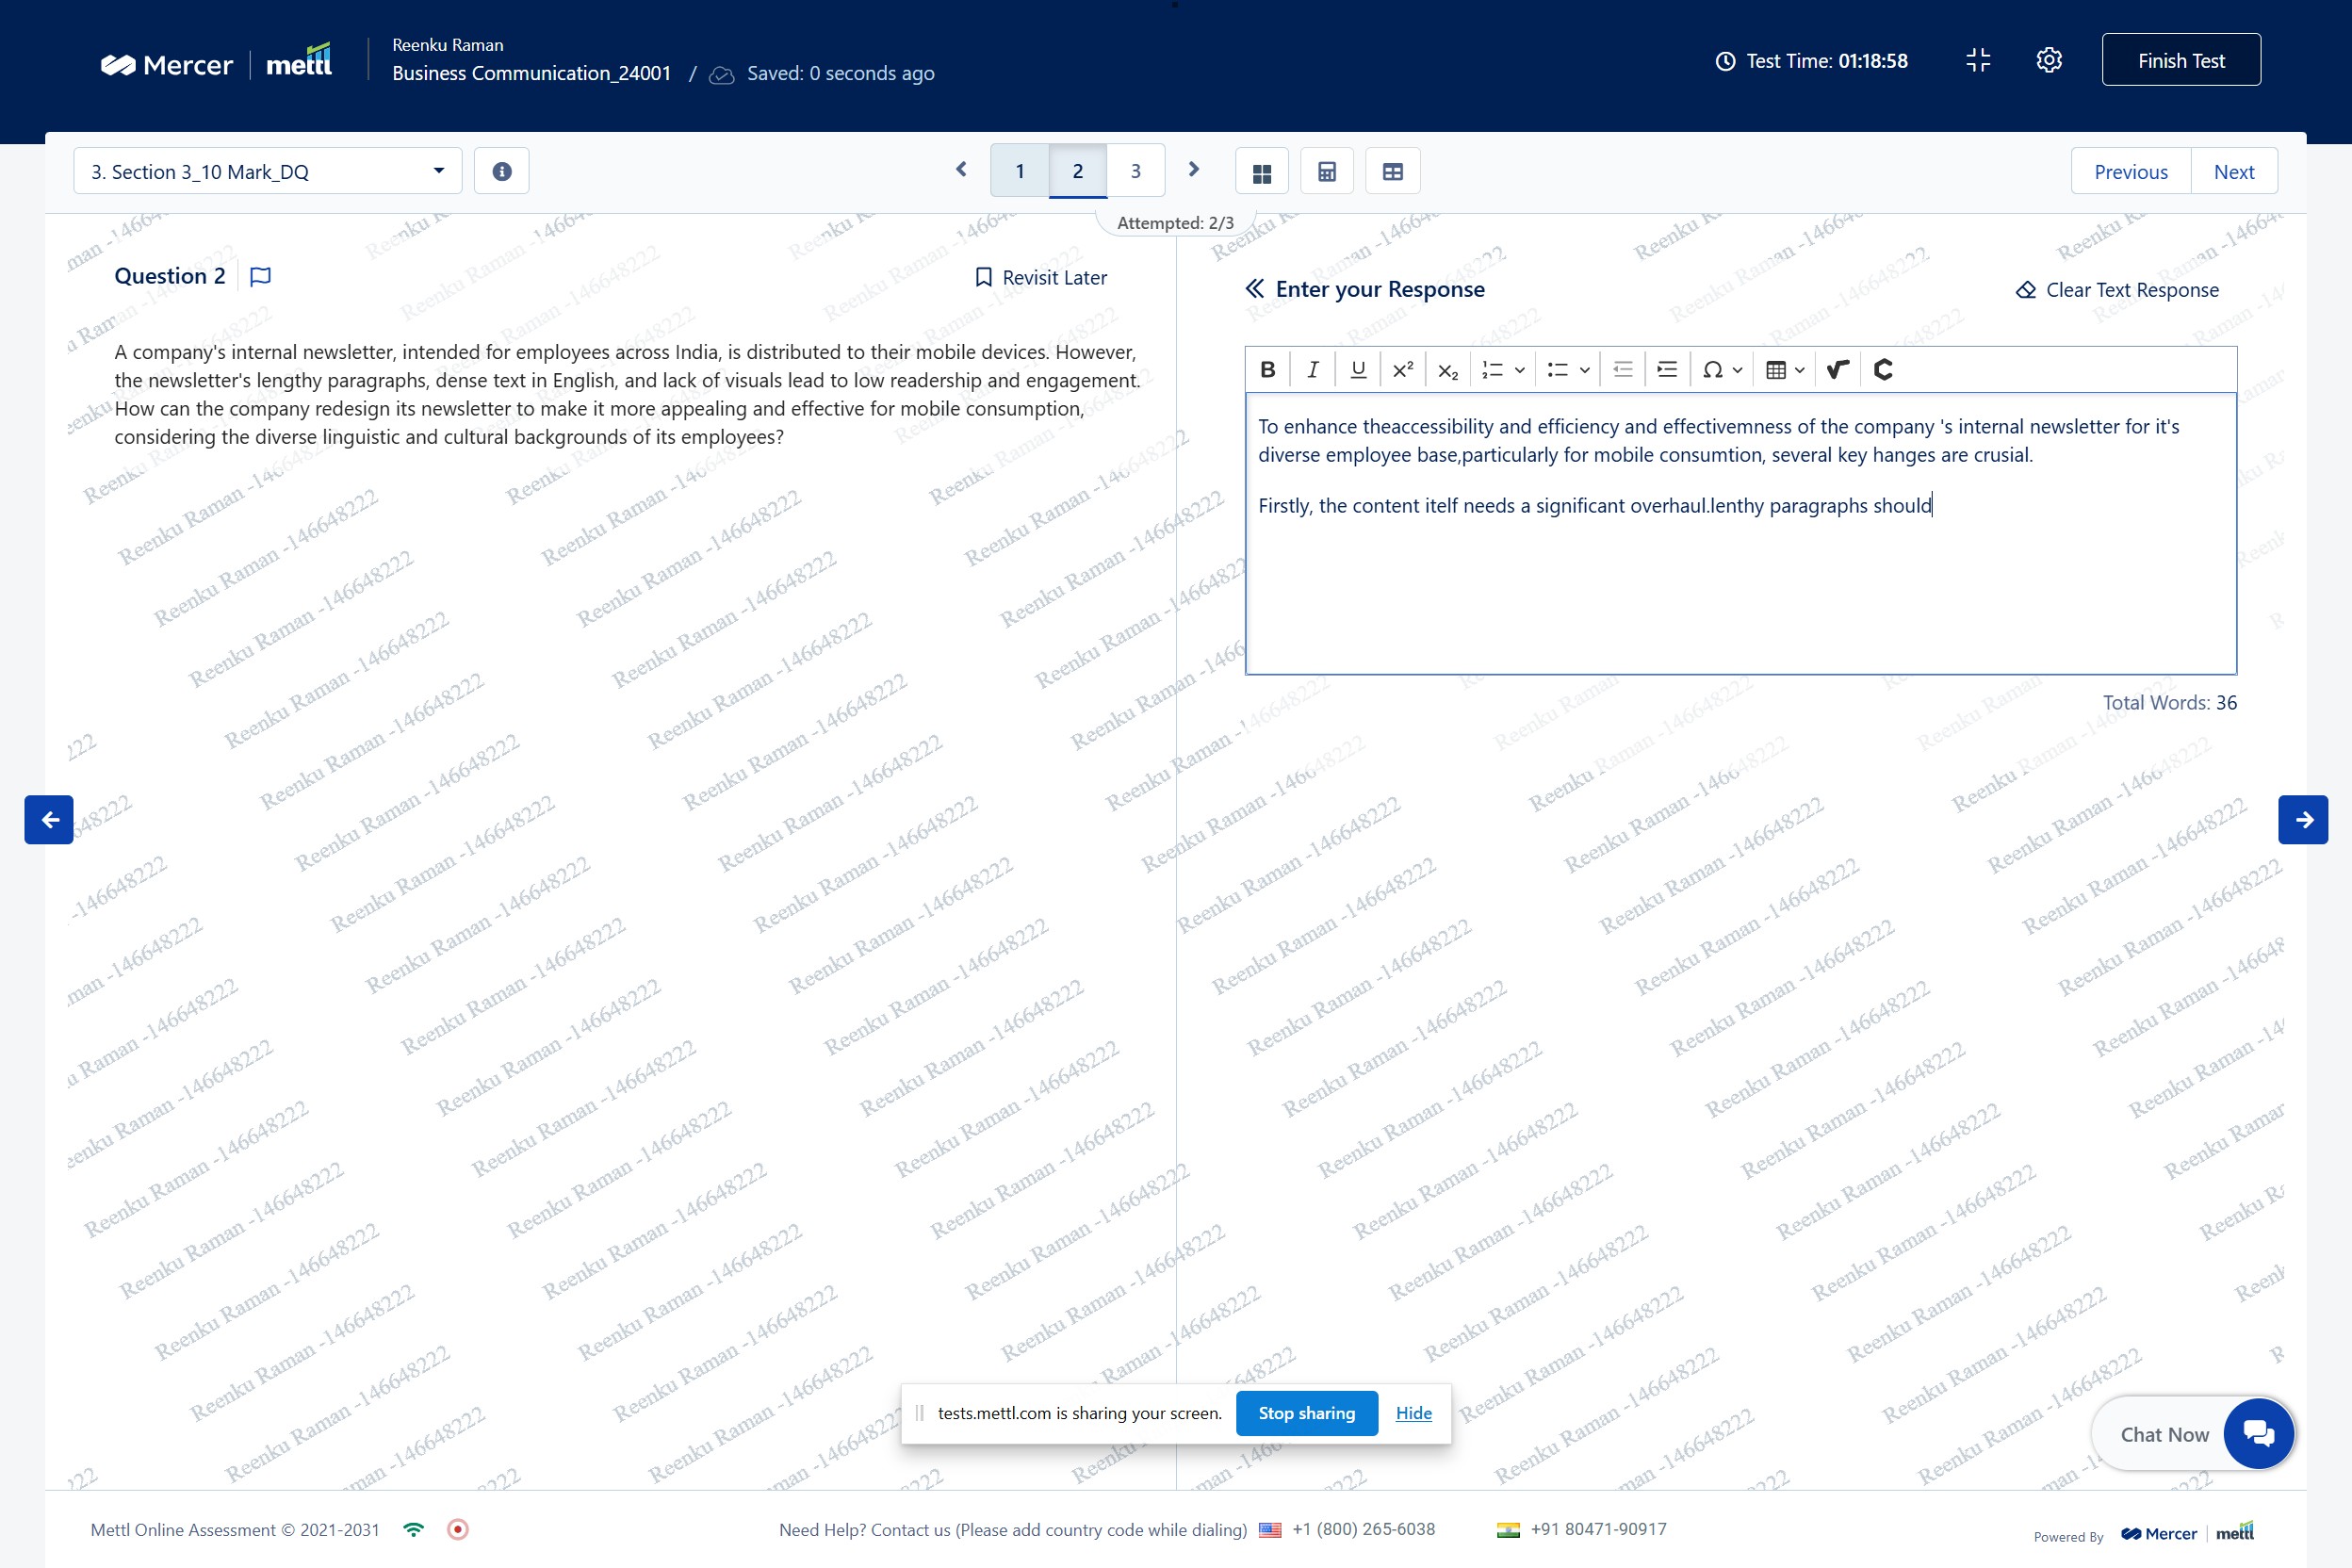 Mercer | mettl
Reenku Raman
Business Communication_24001 / Saved: 0 seconds ago
Test Time: 01:18:58
Finish Test
3. Section 3_10 Mark_DQ
1 2 3
Previous Next
Attempted: 2/3
Question 2
Revisit Later
A company's internal newsletter, intended for employees across India, is distributed to their mobile devices. However,
the newsletter's lengthy paragraphs, dense text in English, and lack of visuals lead to low readership and engagement.
How can the company redesign its newsletter to make it more appealing and effective for mobile consumption,
considering the diverse linguistic and cultural backgrounds of its employees?
Enter your Response
Clear Text Response
To enhance theaccessibility and efficiency and effectivemness of the company 's internal newsletter for it's
diverse employee base,particularly for mobile consumtion, several key hanges are crusial.
Firstly, the content itelf needs a significant overhaul.lenthy paragraphs should
Total Words: 36
Reenku Raman -146648222
tests.mettl.com is sharing your screen.
Stop sharing
Hide
Chat Now
Mettl Online Assessment © 2021-2031
Need Help? Contact us (Please add country code while dialing) +1 (800) 265-6038 +91 80471-90917
Powered By Mercer | mettl